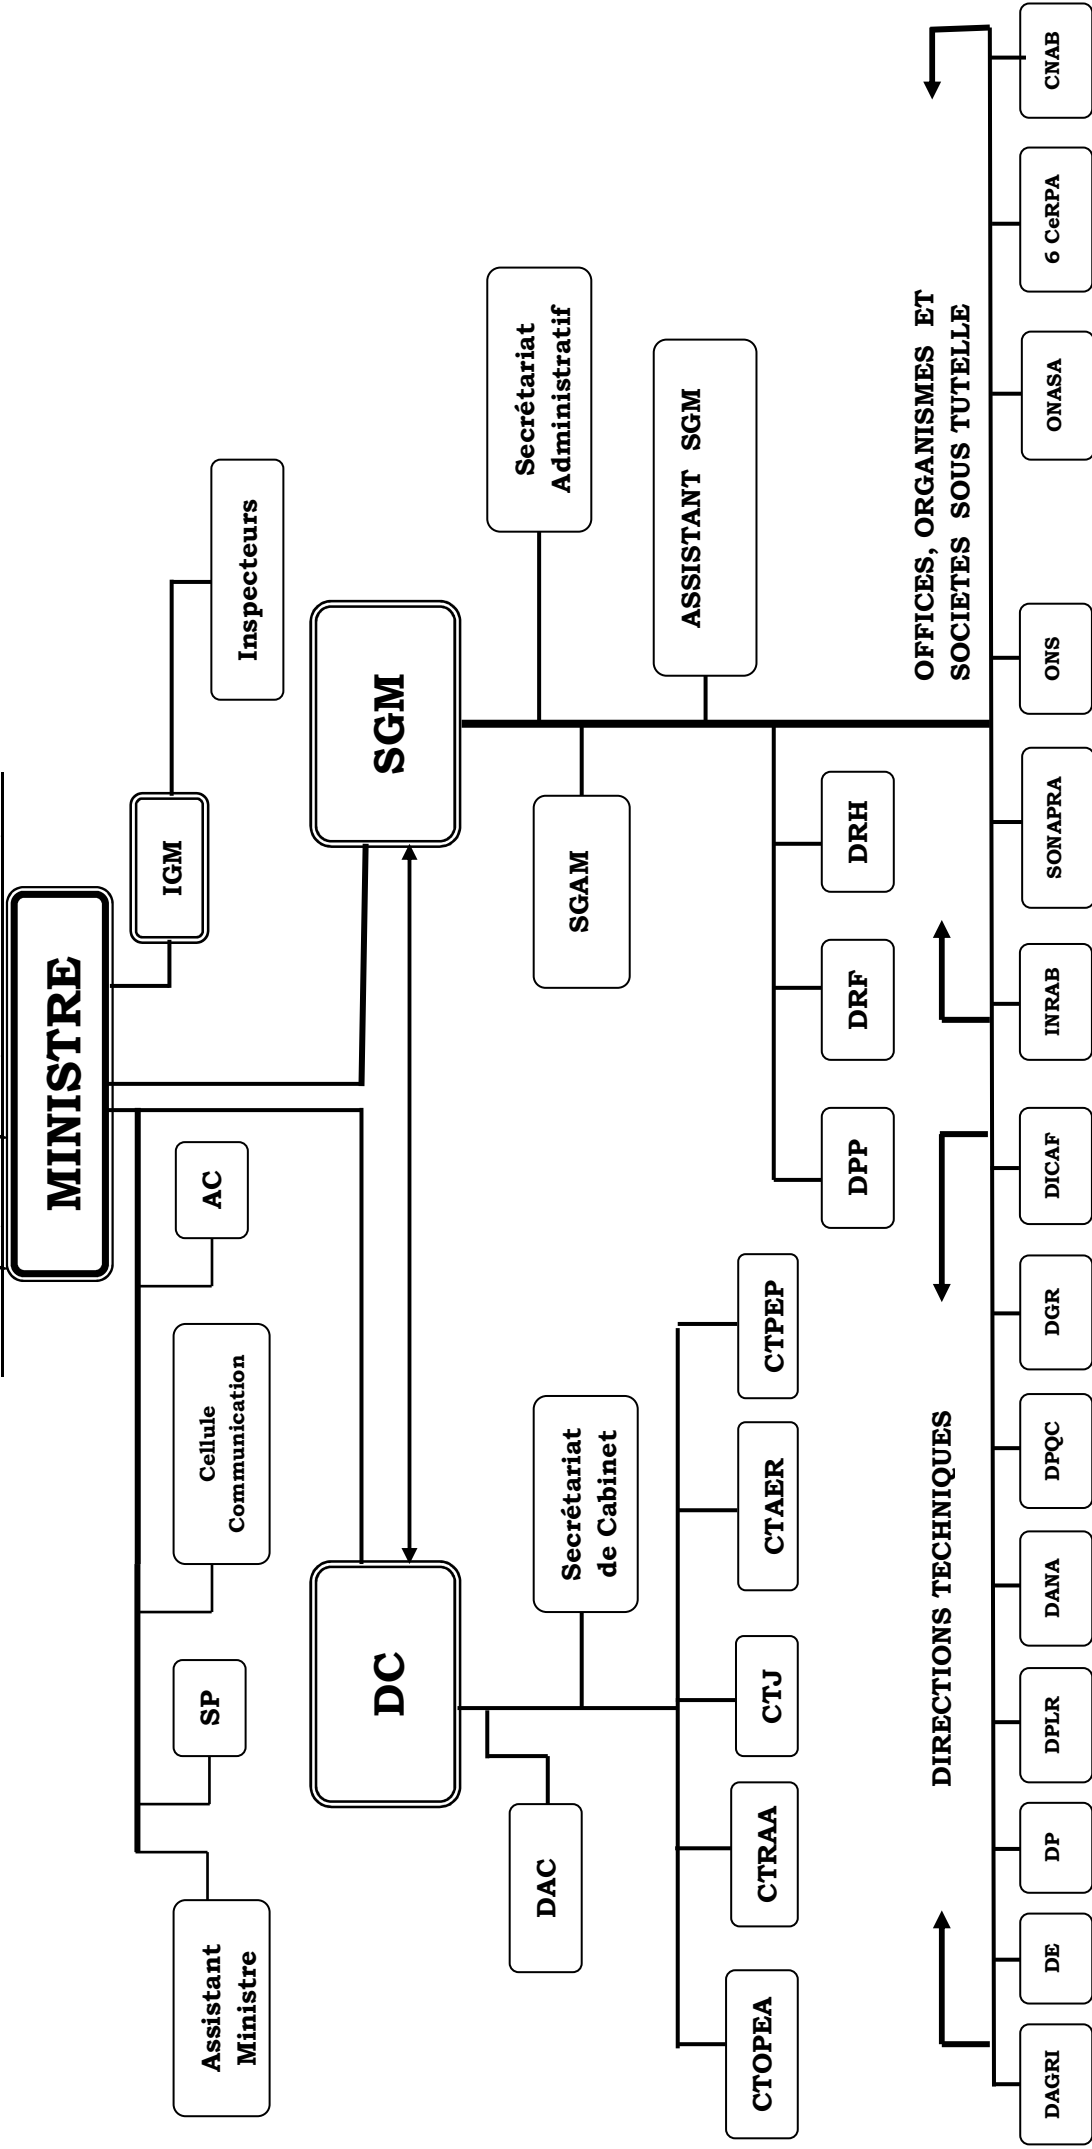 MINISTRE
IGM
Inspecteurs
Assistant
Ministre
SP
Cellule
Communication
AC
DC
SGM
DAC
Secrétariat
de Cabinet
SGAM
Secrétariat
Administratif
ASSISTANT SGM
CTOPEA
CTRAA
CTJ
CTAER
CTPEP
DPP
DRF
DRH
DIRECTIONS TECHNIQUES
OFFICES, ORGANISMES ET
SOCIETES SOUS TUTELLE
DAGRI
DE
DP
DPLR
DANA
DPQC
DGR
DICAF
INRAB
SONAPRA
ONS
ONASA
6 CeRPA
CNAB